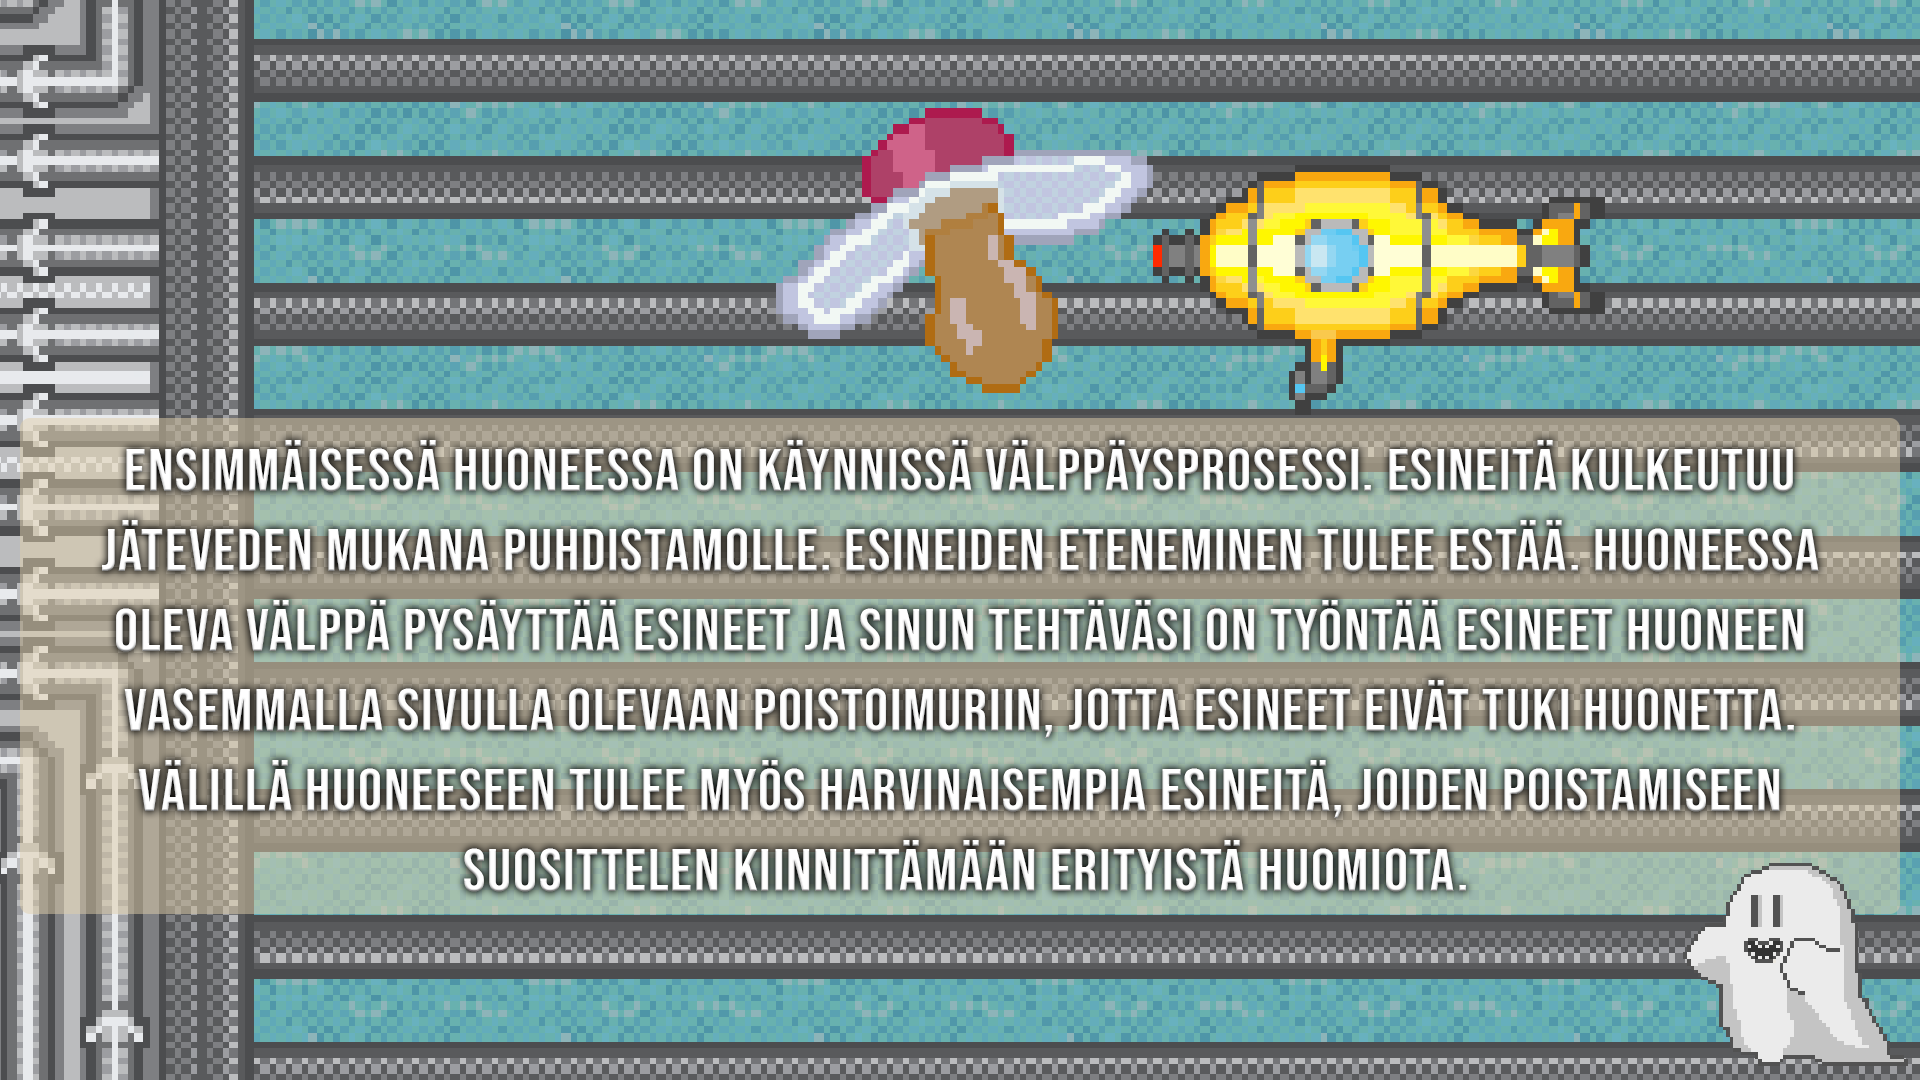 ENSIMMÄISESSÄ HUONEESSA ON KÄYNNISSÄ VÄLPPÄYSPROSESSI. ESINEITÄ KULKEUTUU
JÄTEVEDEN MUKANA PUHDISTAMOLLE. ESINEIDEN ETENEMINEN TULEE ESTÄÄ. HUONEESSA
OLEVA VÄLPPÄ PYSÄYTTÄÄ ESINEET JA SINUN TEHTÄVÄSI ON TYÖNTÄÄ ESINEET HUONEEN
VASEMMALLA SIVULLA OLEVAAN POISTOIMURIIN, JOTTA ESINEET EIVÄT TUKI HUONETTA.
VÄLILLÄ HUONEESEEN TULEE MYÖS HARVINAISEMPIA ESINEITÄ, JOIDEN POISTAMISEEN
SUOSITTELEN KIINNITTÄMÄÄN ERITYISTÄ HUOMIOTA.